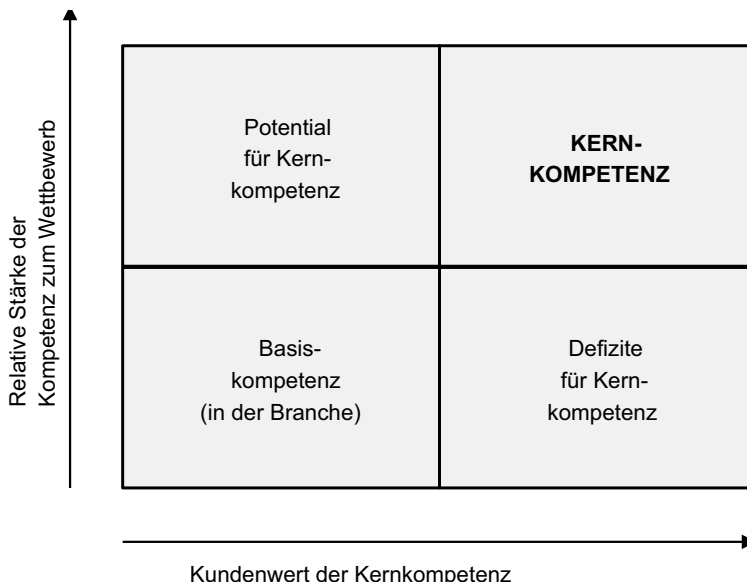 Relative Stärke der
Kompetenz zum Wettbewerb
Potential
für Kern-
kompetenz
KERN-
KOMPETENZ
Basis-
kompetenz
(in der Branche)
Defizite
für Kern-
kompetenz
Kundenwert der Kernkompetenz